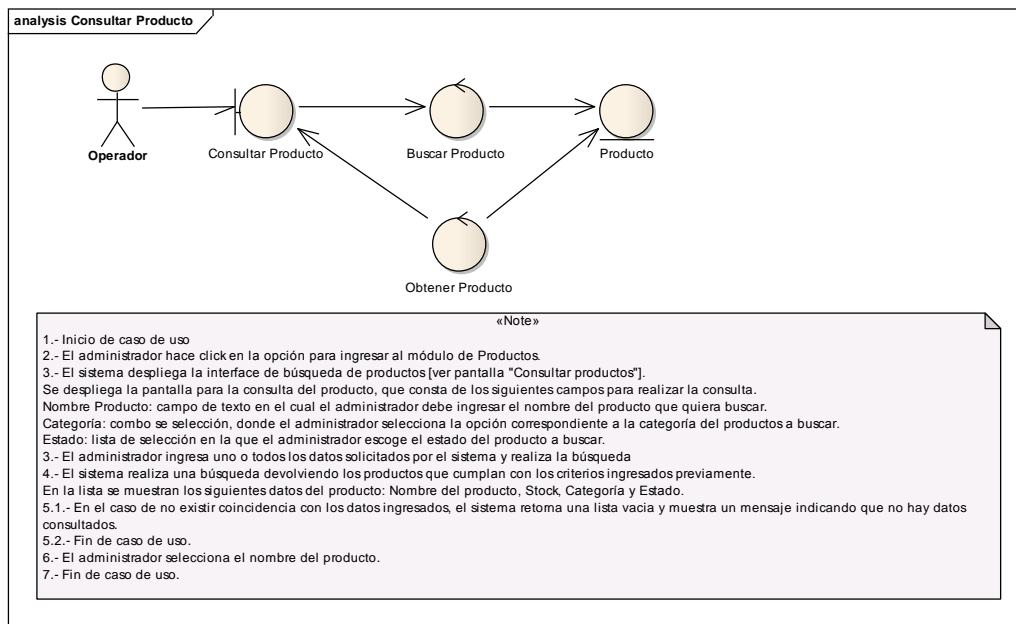 analysis Consultar Producto
Operador
Consultar Producto
Buscar Producto
Producto
Obtener Producto
«Note»
1.- Inicio de caso de uso
2.- El administrador hace click en la opción para ingresar al módulo de Productos.
3.- El sistema despliega la interface de búsqueda de productos [ver pantalla "Consultar productos"].
Se despliega la pantalla para la consulta del producto, que consta de los siguientes campos para realizar la consulta.
Nombre Producto: campo de texto en el cual el administrador debe ingresar el nombre del producto que quiera buscar.
Categoría: combo se selección, donde el administrador selecciona la opción correspondiente a la categoría del productos a buscar.
Estado: lista de selección en la que el administrador escoge el estado del producto a buscar.
3.- El administrador ingresa uno o todos los datos solicitados por el sistema y realiza la búsqueda
4.- El sistema realiza una búsqueda devolviendo los productos que cumplan con los criterios ingresados previamente.
En la lista se muestran los siguientes datos del producto: Nombre del producto, Stock, Categoría y Estado.
5.1.- En el caso de no existir coincidencia con los datos ingresados, el sistema retorna una lista vacia y muestra un mensaje indicando que no hay datos
consultados.
5.2.- Fin de caso de uso.
6.- El administrador selecciona el nombre del producto.
7.- Fin de caso de uso.